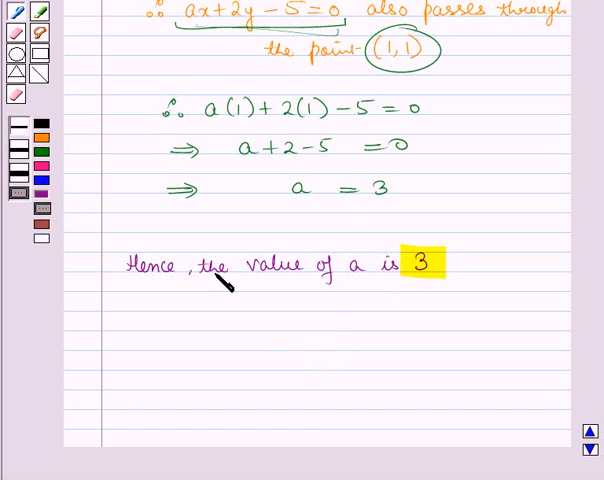 ∴ ax+2y-5=0 also passes through
the point (1,1)
∴ a(1)+2(1)-5=0
⇒ a+2-5 =0
⇒ a = 3
Hence, the value of a is 3